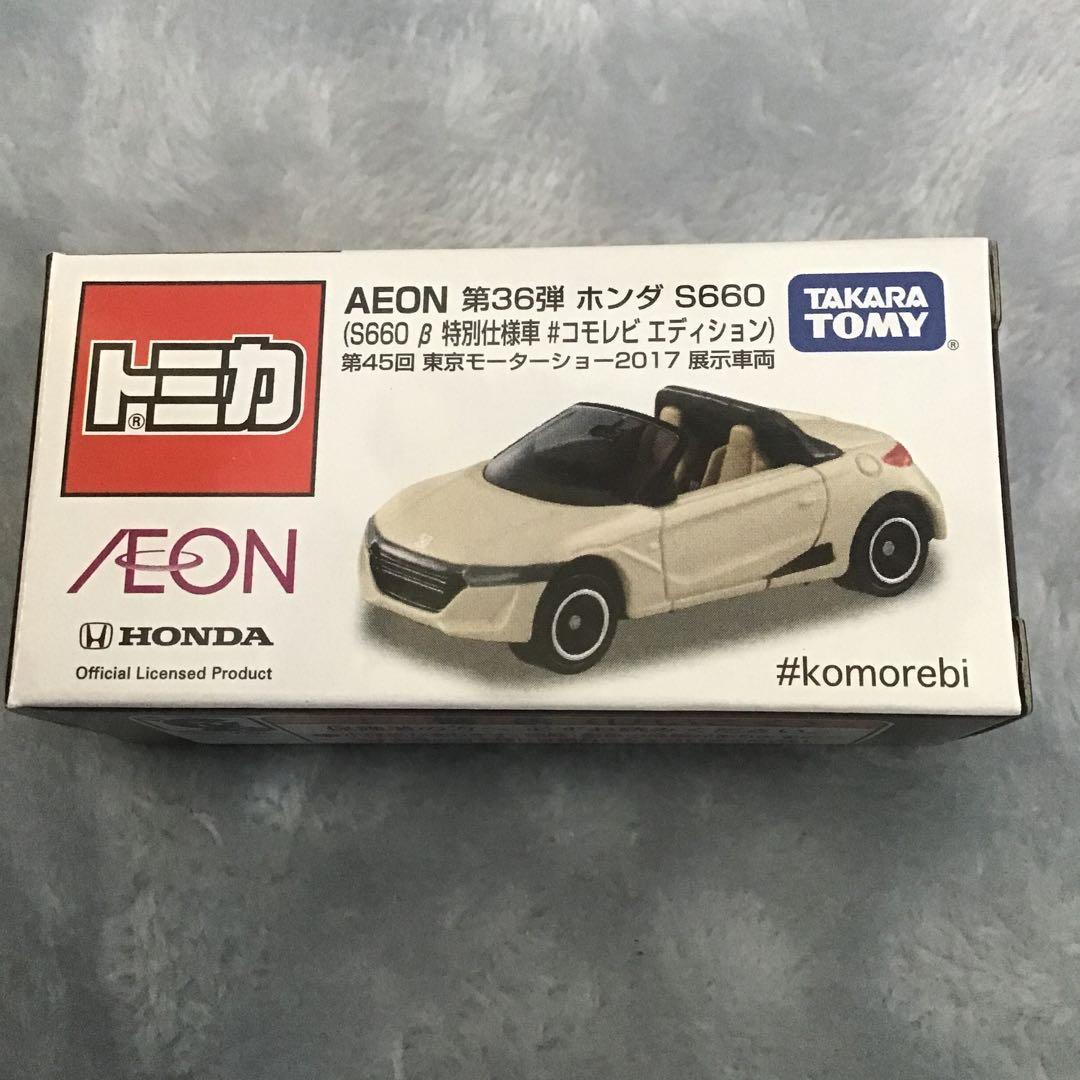 トミカ
®
AEON 第36弾 ホンダ S660
(S660 β 特別仕様車 #コモレビ エディション)
第45回 東京モーターショー2017 展示車両
TAKARA
TOMY
®
ÆON
HONDA
Official Licensed Product
#komorebi